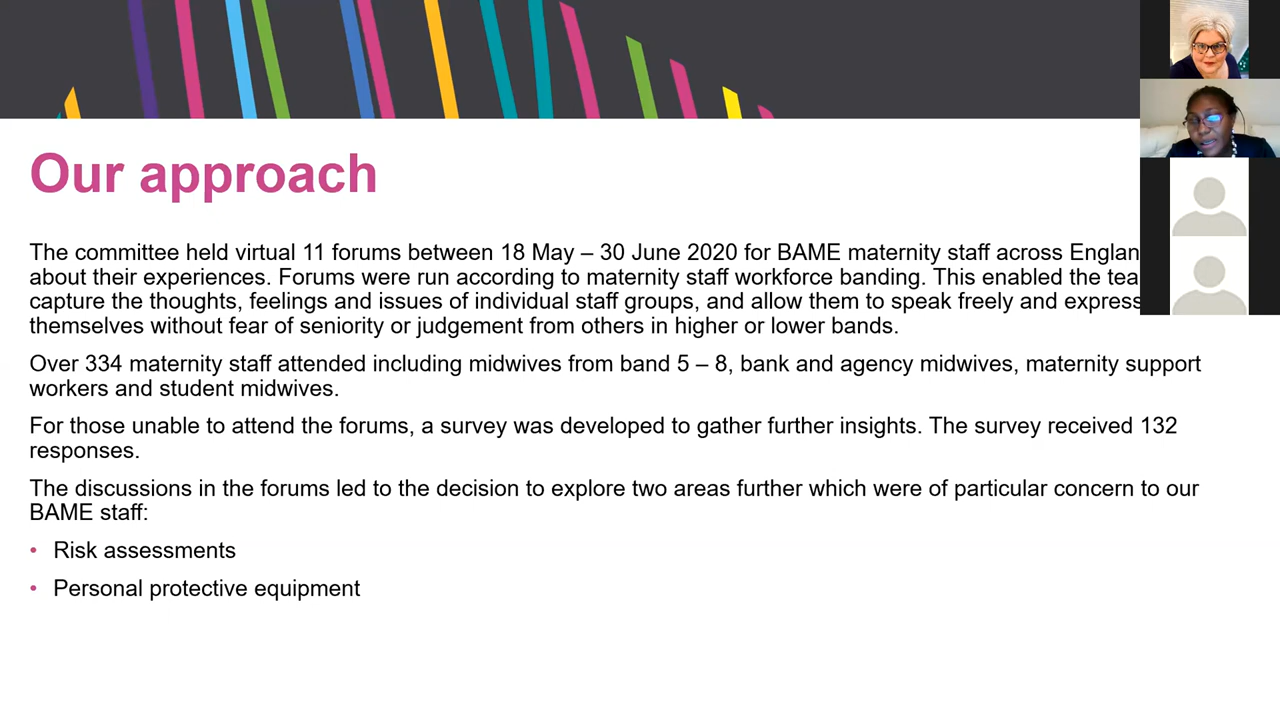 Our approach
The committee held virtual 11 forums between 18 May – 30 June 2020 for BAME maternity staff across
about their experiences. Forums were run according to maternity staff workforce banding. This enabled the
capture the thoughts, feelings and issues of individual staff groups, and allow them to speak freely and express
themselves without fear of seniority or judgement from others in higher or lower bands.
Over 334 maternity staff attended including midwives from band 5 – 8, bank and agency midwives, maternity support
workers and student midwives.
For those unable to attend the forums, a survey was developed to gather further insights. The survey received 132
responses.
The discussions in the forums led to the decision to explore two areas further which were of particular concern to our
BAME staff:
• Risk assessments
• Personal protective equipment